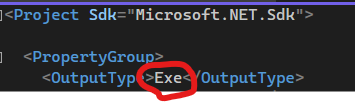 <Project Sdk="Microsoft.NET.Sdk">
<PropertyGroup>
<OutputType>Exe</OutputType>